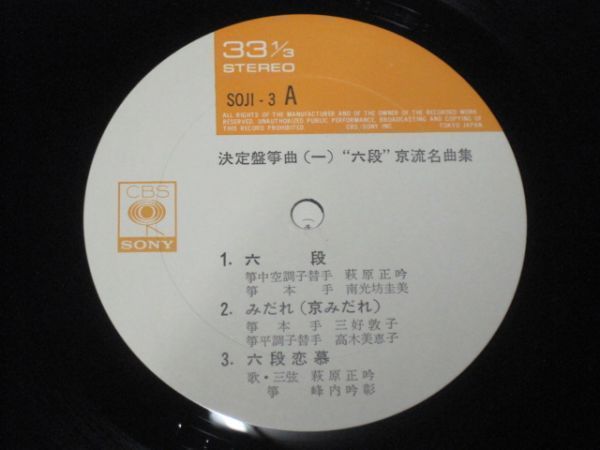 33 1/3
STEREO
SOJI - 3 A
ALL RIGHTS OF THE MANUFACTURER AND OF THE OWNER OF THE RECORDED WORK
RESERVED. UNAUTHORIZED PUBLIC PERFORMANCE, BROADCASTING AND COPYING OF
THIS RECORD PROHIBITED. CBS/SONY INC. TOKYO JAPAN
決定盤箏曲(一)“六段”京流名曲集
CBS
SONY
1. 六段
箏中空調子替手 萩原正吟
箏本手 南光坊圭美
2. みだれ(京みだれ)
箏本手 三好敦子
箏平調子替手 高木美恵子
3. 六段恋慕
歌・三弦 萩原正吟
箏 峰内吟彰